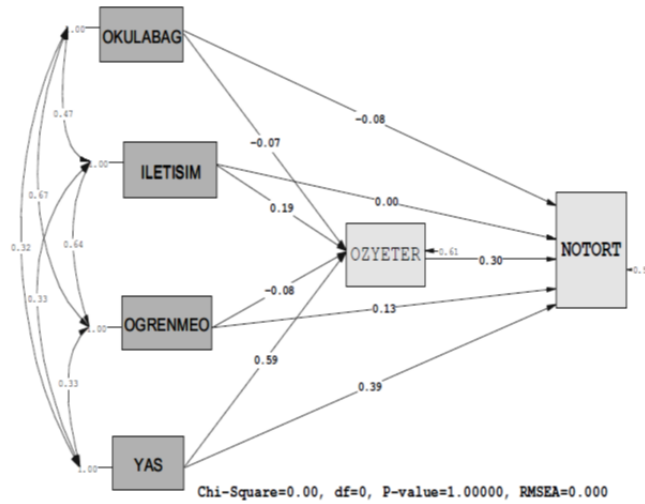 1.00
OKULABAG
0.47
-0.08
-0.07
1.00
ILETISIM
0.00
0.67
0.19
NOTORT
0.32
0.64
OZYETER
0.61
0.30
0.33
-0.08
1.00
OGRENMEO
0.13
0.59
0.33
0.39
1.00
YAS
Chi-Square=0.00, df=0, P-value=1.00000, RMSEA=0.000